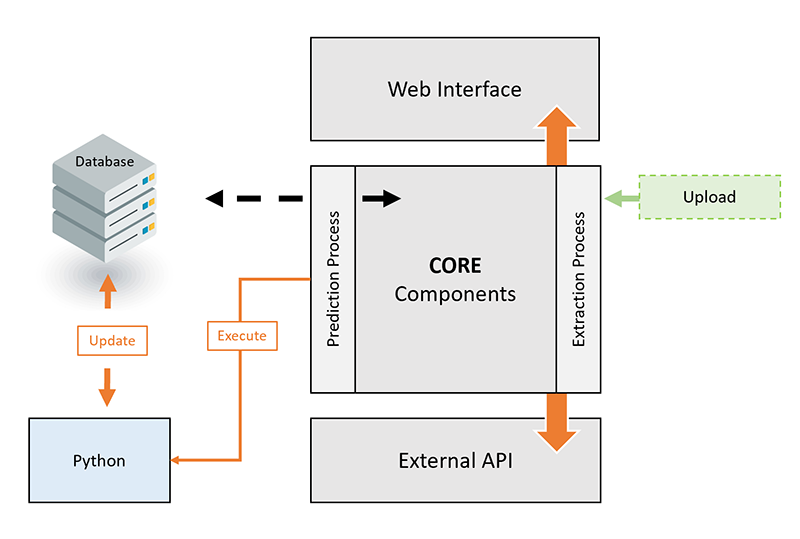 Web Interface
Database
Upload
Prediction Process
CORE
Components
Extraction Process
Execute
Update
Python
External API